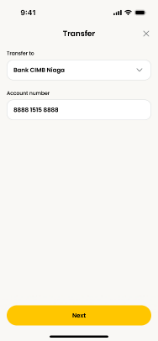 9:41
Transfer
Transfer to
Bank CIMB Niaga
Account number
8888 1515 8888
Next